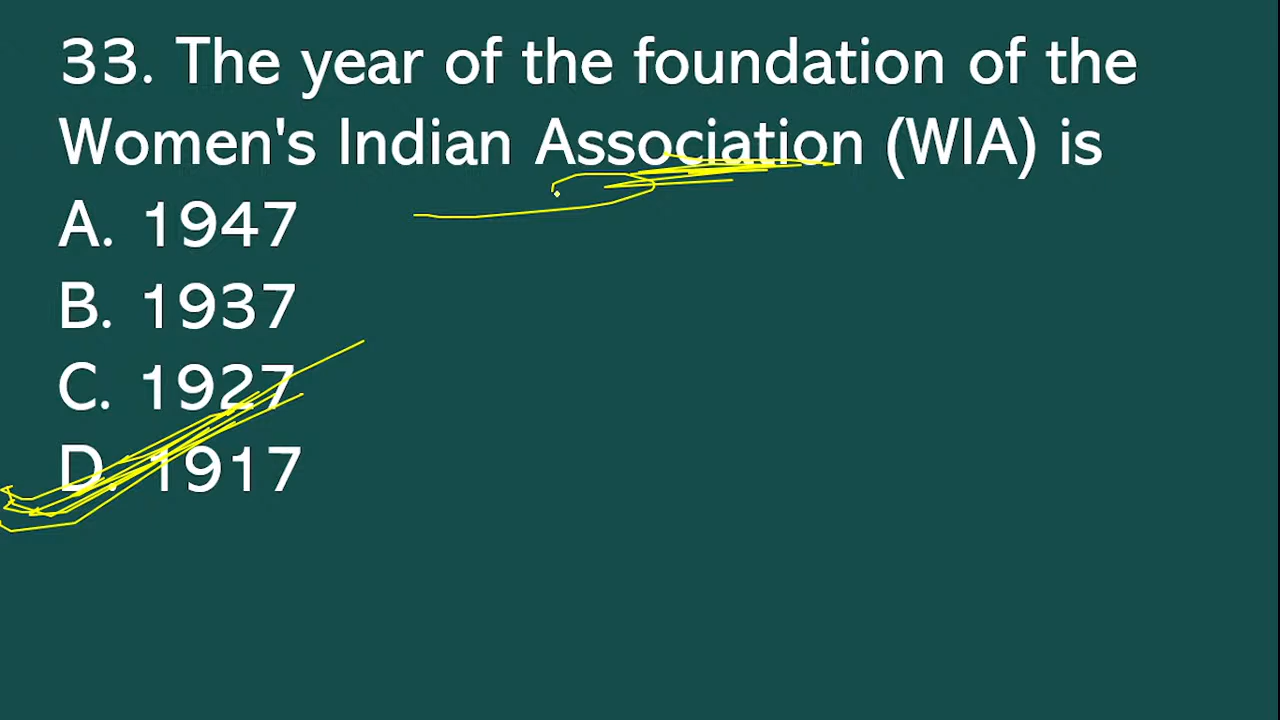 33. The year of the foundation of the
Women's Indian Association (WIA) is
A. 1947
B. 1937
C. 1927
D. 1917